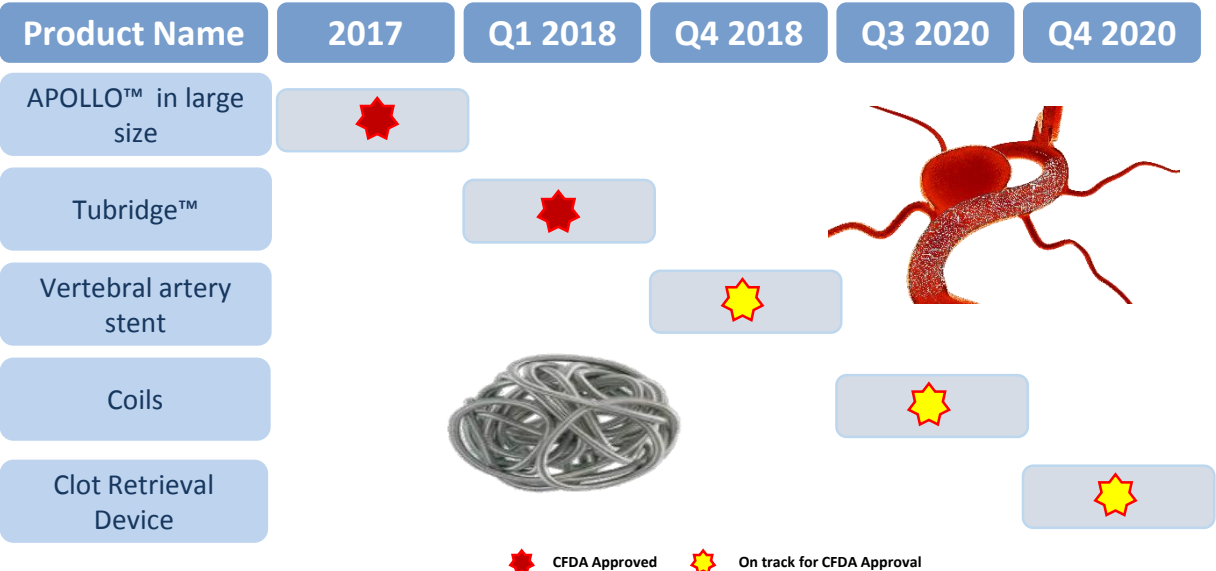 Product Name 2017 Q1 2018 Q4 2018 Q3 2020 Q4 2020
APOLLO™ in large
size
Tubridge™
Vertebral artery
stent
Coils
Clot Retrieval
Device
CFDA Approved On track for CFDA Approval